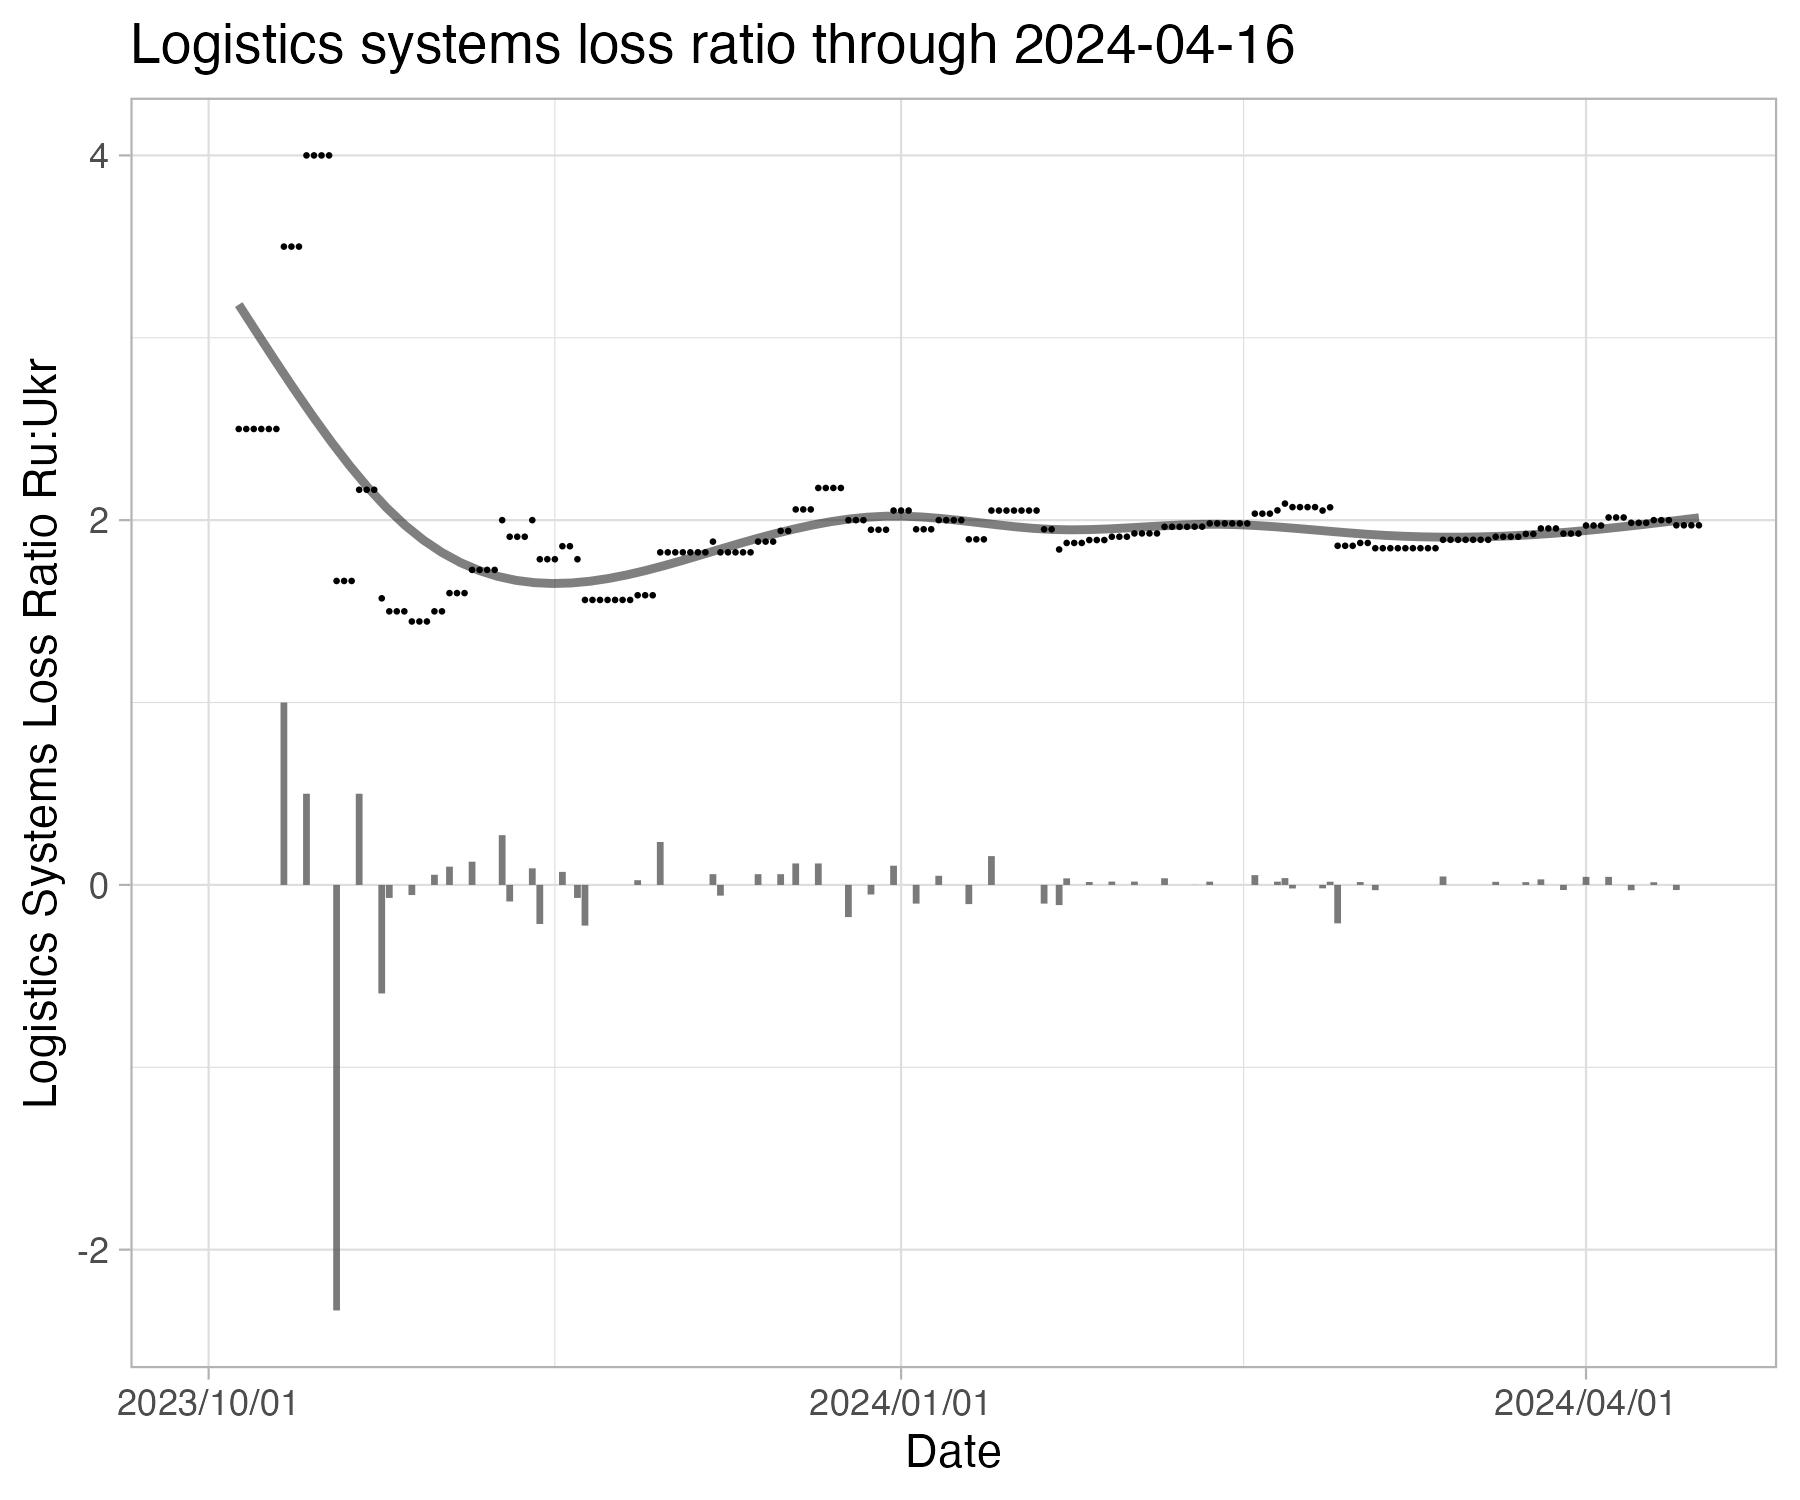 Logistics systems loss ratio through 2024-04-16
Logistics Systems Loss Ratio Ru:Ukr
4
2
0
-2
2023/10/01
2024/01/01
2024/04/01
Date